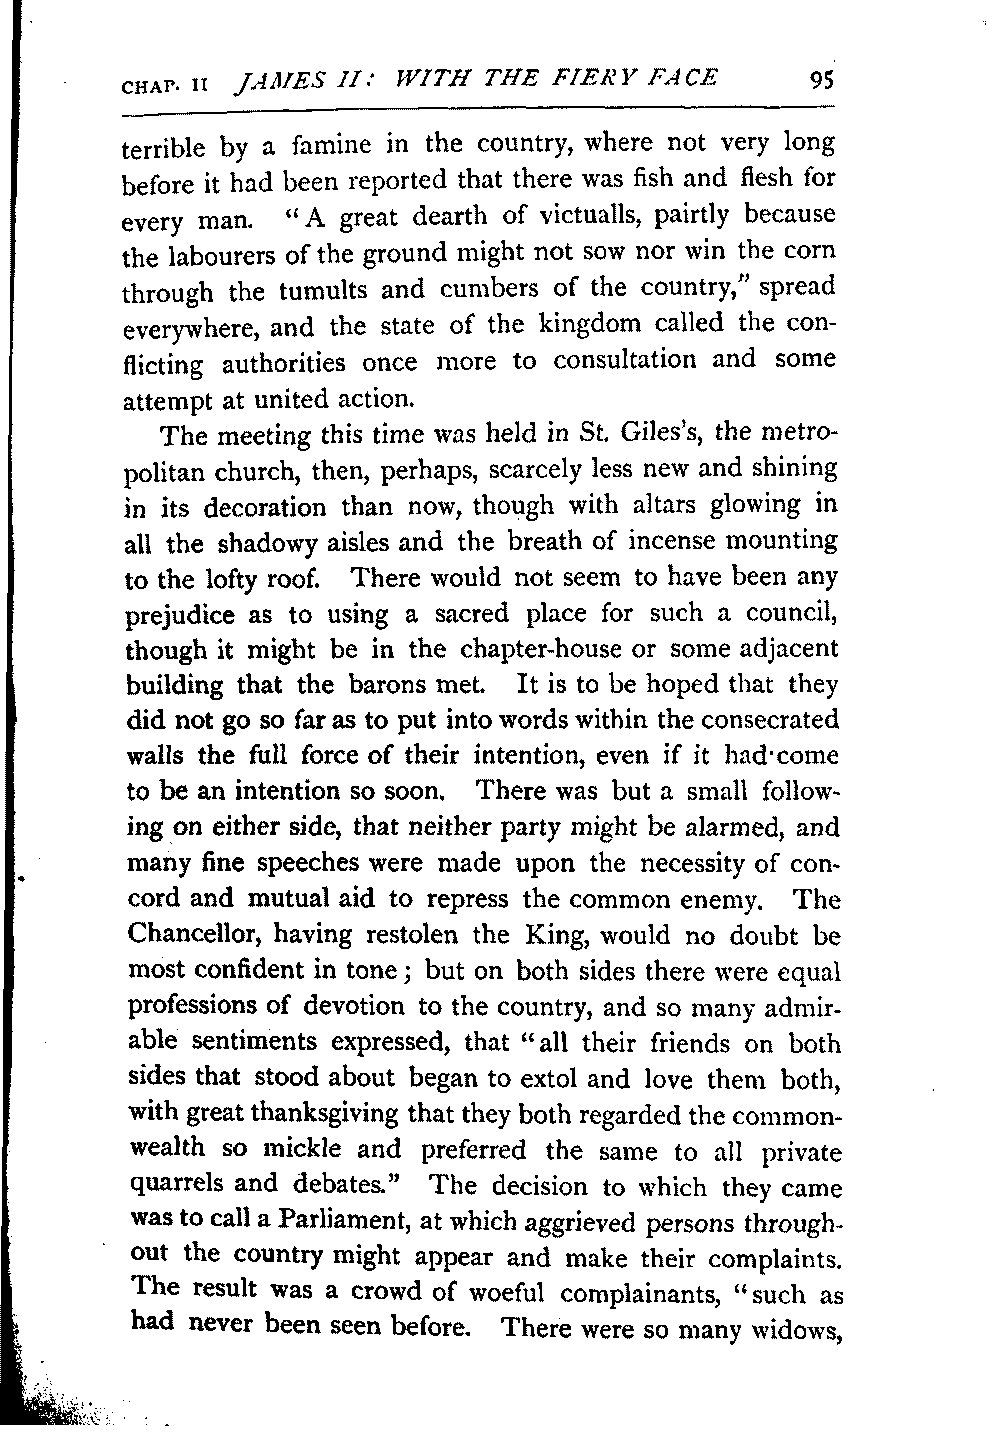 CHAP. II JAMES II: WITH THE FIERY FACE 95
terrible by a famine in the country, where not very long
before it had been reported that there was fish and flesh for
every man. “A great dearth of victualls, pairtly because
the labourers of the ground might not sow nor win the corn
through the tumults and cumbers of the country,” spread
everywhere, and the state of the kingdom called the con-
flicting authorities once more to consultation and some
attempt at united action.
The meeting this time was held in St. Giles’s, the metro-
politan church, then, perhaps, scarcely less new and shining
in its decoration than now, though with altars glowing in
all the shadowy aisles and the breath of incense mounting
to the lofty roof. There would not seem to have been any
prejudice as to using a sacred place for such a council,
though it might be in the chapter-house or some adjacent
building that the barons met. It is to be hoped that they
did not go so far as to put into words within the consecrated
walls the full force of their intention, even if it had come
to be an intention so soon. There was but a small follow-
ing on either side, that neither party might be alarmed, and
many fine speeches were made upon the necessity of con-
cord and mutual aid to repress the common enemy. The
Chancellor, having restolen the King, would no doubt be
most confident in tone; but on both sides there were equal
professions of devotion to the country, and so many admir-
able sentiments expressed, that “all their friends on both
sides that stood about began to extol and love them both,
with great thanksgiving that they both regarded the common-
wealth so mickle and preferred the same to all private
quarrels and debates.” The decision to which they came
was to call a Parliament, at which aggrieved persons through-
out the country might appear and make their complaints.
The result was a crowd of woeful complainants, “such as
had never been seen before. There were so many widows,